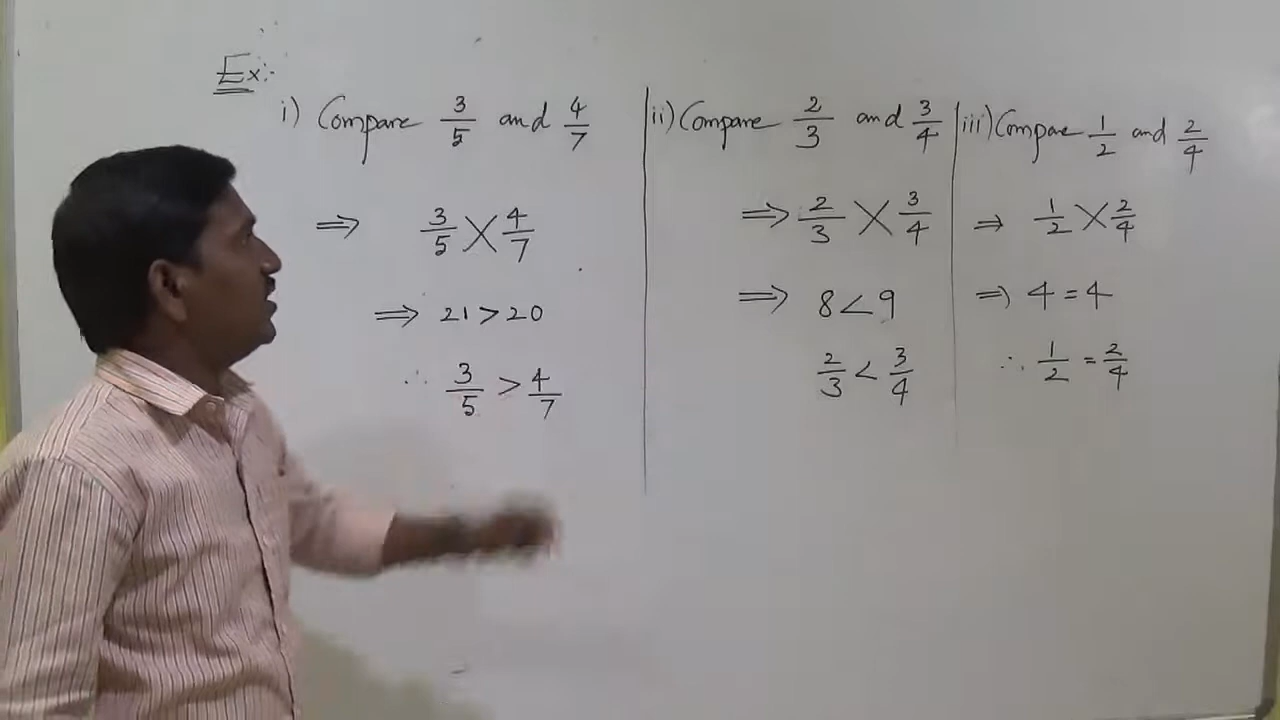 Ex:-
i) Compare 3/5 and 4/7
⇒ 3/5 × 4/7
⇒ 21 > 20
∴ 3/5 > 4/7
ii) Compare 2/3 and 3/4
⇒ 2/3 × 3/4
⇒ 8 < 9
2/3 < 3/4
iii) Compare 1/2 and 2/4
⇒ 1/2 × 2/4
⇒ 4 = 4
∴ 1/2 = 2/4